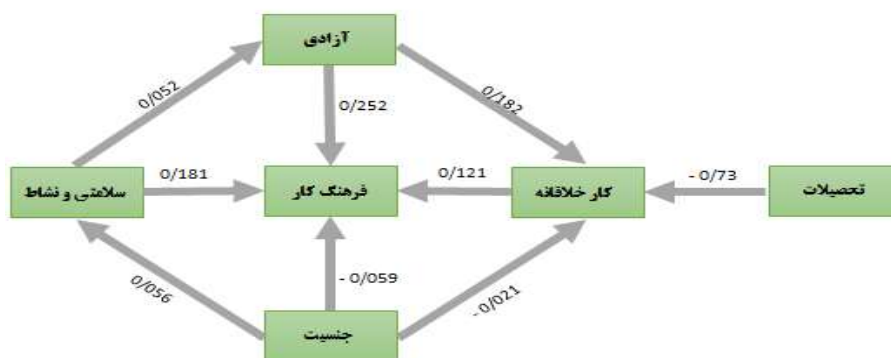 آزادی
0/052
0/252
0/182
سلامتی و نشاط
0/181
فرهنگ کار
0/121
کار خلاقانه
- 0/73
تحصیلات
0/056
- 0/059
- 0/021
جنسیت